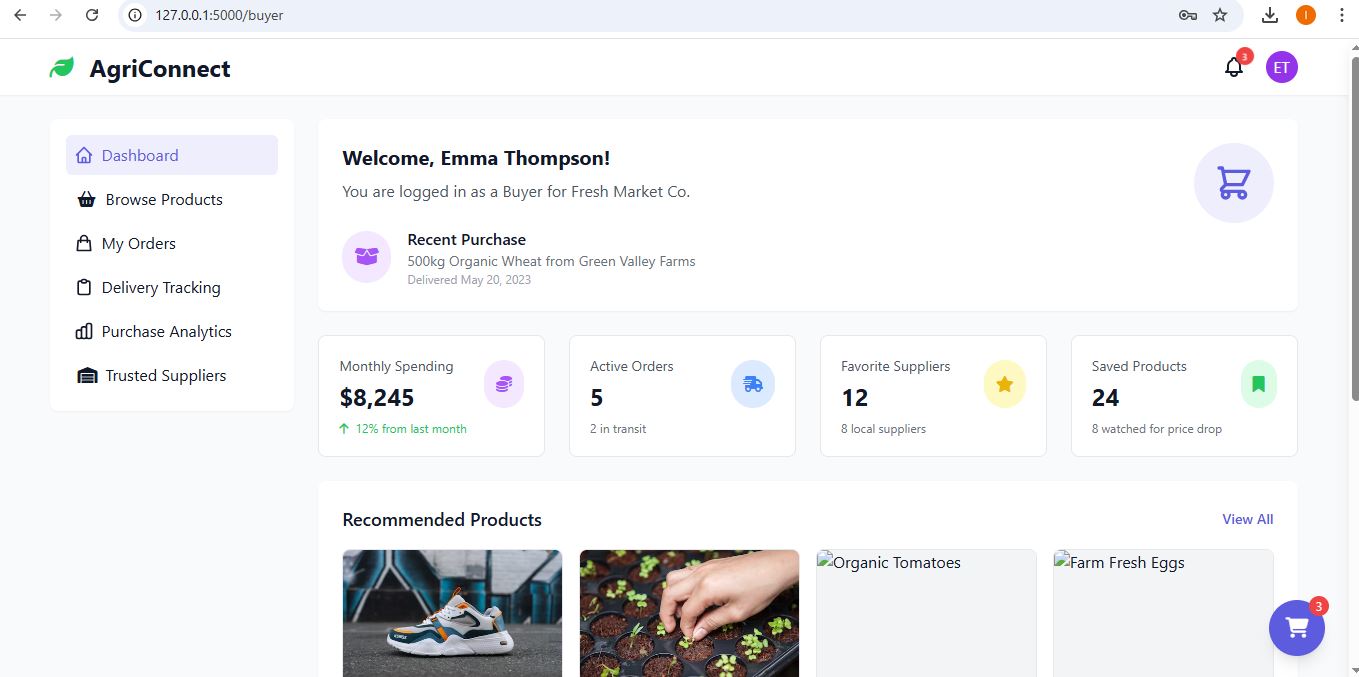 127.0.0.1:5000/buyer
I
AgriConnect
3
ET
Dashboard
Browse Products
My Orders
Delivery Tracking
Purchase Analytics
Trusted Suppliers
Welcome, Emma Thompson!
You are logged in as a Buyer for Fresh Market Co.
Recent Purchase
500kg Organic Wheat from Green Valley Farms
Delivered May 20, 2023
Monthly Spending
$8,245
12% from last month
Active Orders
5
2 in transit
Favorite Suppliers
12
8 local suppliers
Saved Products
24
8 watched for price drop
Recommended Products
View All
Organic Tomatoes
Farm Fresh Eggs
3